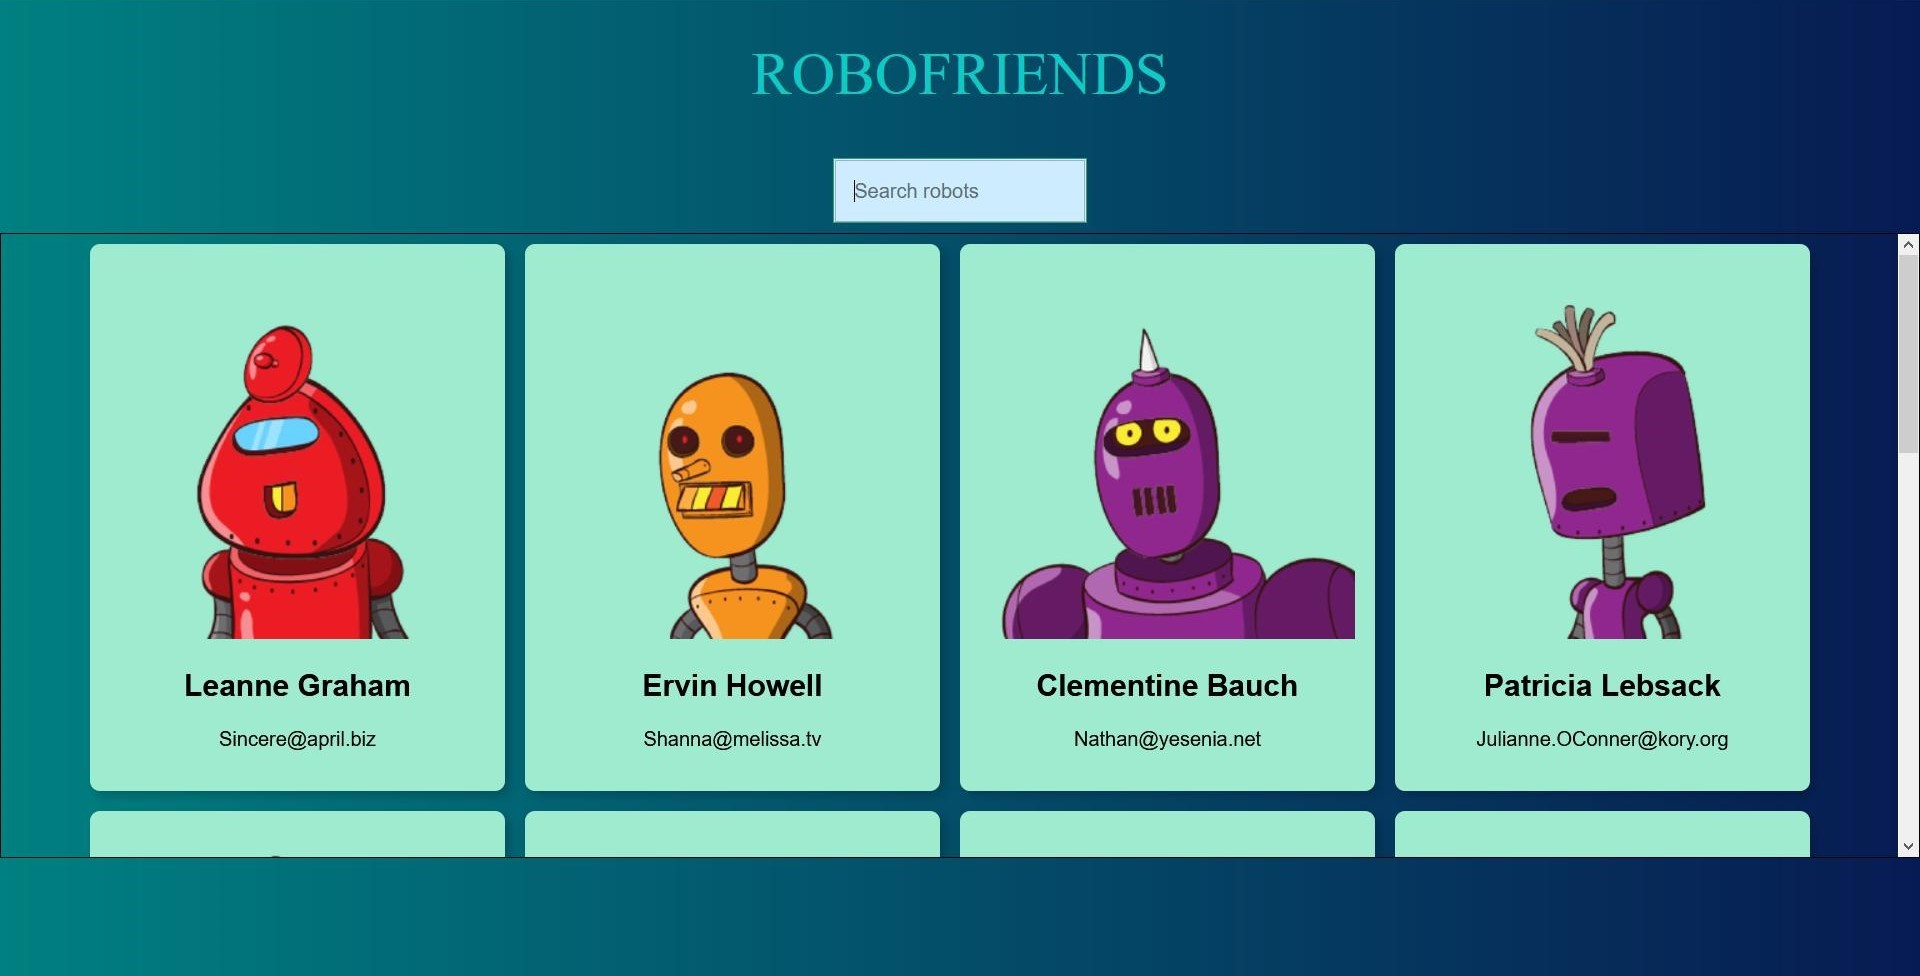 ROBOFRIENDS
Search robots
Leanne Graham
Sincere@april.biz
Ervin Howell
Shanna@melissa.tv
Clementine Bauch
Nathan@yesenia.net
Patricia Lebsack
Julianne.OConner@kory.org